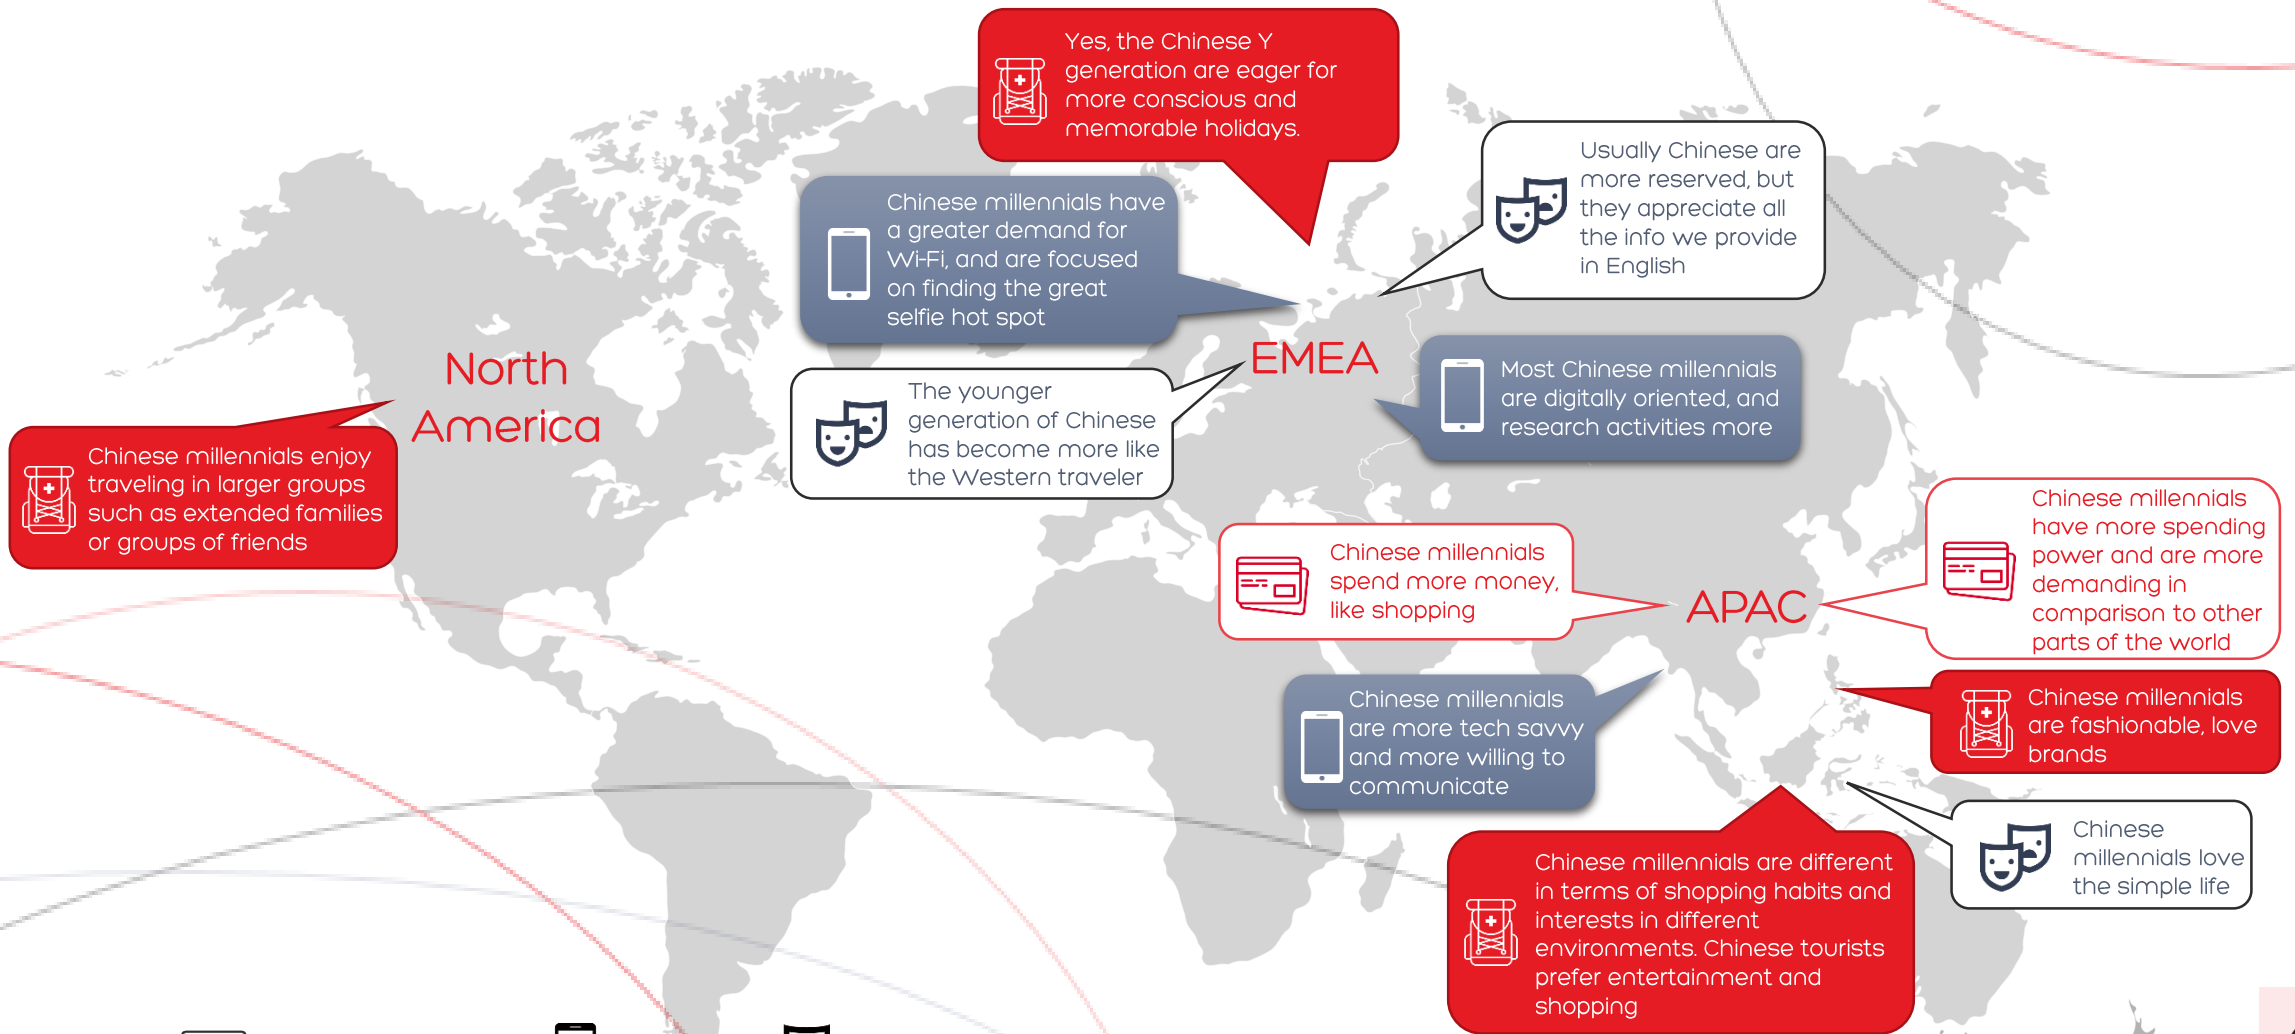 Yes, the Chinese Y
generation are eager for
more conscious and
memorable holidays.
Chinese millennials have
a greater demand for
Wi-Fi, and are focused
on finding the great
selfie hot spot
Usually Chinese are
more reserved, but
they appreciate all
the info we provide
in English
North
America
EMEA
The younger
generation of Chinese
has become more like
the Western traveler
Most Chinese millennials
are digitally oriented, and
research activities more
Chinese millennials enjoy
traveling in larger groups
such as extended families
or groups of friends
Chinese millennials
spend more money,
like shopping
APAC
Chinese millennials
have more spending
power and are more
demanding in
comparison to other
parts of the world
Chinese millennials
are more tech savvy
and more willing to
communicate
Chinese millennials
are fashionable, love
brands
Chinese
millennials love
the simple life
Chinese millennials are different
in terms of shopping habits and
interests in different
environments. Chinese tourists
prefer entertainment and
shopping